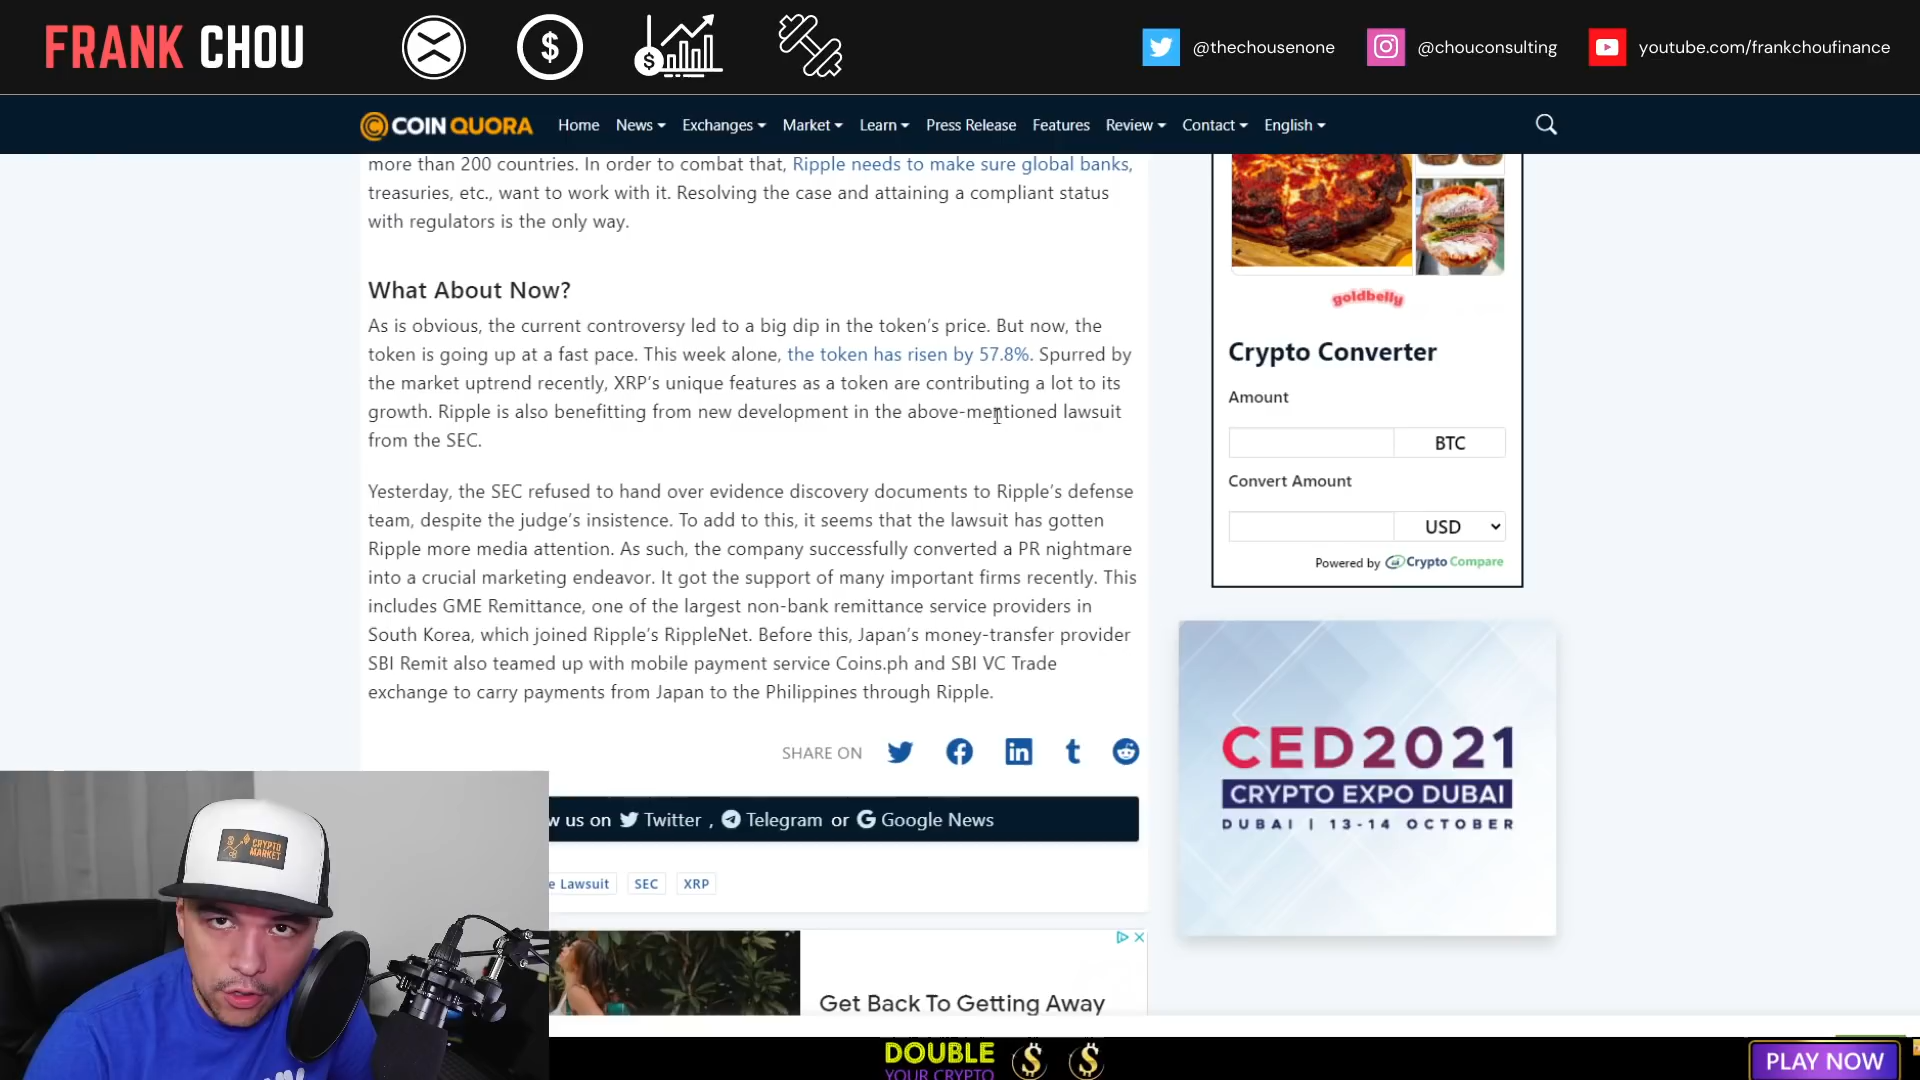 FRANK CHOU
@thechousenone
@chouconsulting
youtube.com/frankchoufinance
COIN QUORA
Home News Exchanges Market Learn Press Release Features Review Contact English
more than 200 countries. In order to combat that, Ripple needs to make sure global banks,
treasuries, etc., want to work with it. Resolving the case and attaining a compliant status
with regulators is the only way.
What About Now?
As is obvious, the current controversy led to a big dip in the token’s price. But now, the
token is going up at a fast pace. This week alone, the token has risen by 57.8%. Spurred by
the market uptrend recently, XRP’s unique features as a token are contributing a lot to its
growth. Ripple is also benefitting from new development in the above-mentioned lawsuit
from the SEC.
Yesterday, the SEC refused to hand over evidence discovery documents to Ripple’s defense
team, despite the judge’s insistence. To add to this, it seems that the lawsuit has gotten
Ripple more media attention. As such, the company successfully converted a PR nightmare
into a crucial marketing endeavor. It got the support of many important firms recently. This
includes GME Remittance, one of the largest non-bank remittance service providers in
South Korea, which joined Ripple’s RippleNet. Before this, Japan’s money-transfer provider
SBI Remit also teamed up with mobile payment service Coins.ph and SBI VC Trade
exchange to carry payments from Japan to the Philippines through Ripple.
SHARE ON
w us on Twitter , Telegram or Google News
e Lawsuit SEC XRP
Get Back To Getting Away
goldbelly
Crypto Converter
Amount
BTC
Convert Amount
USD
Powered by Crypto Compare
CED2021
CRYPTO EXPO DUBAI
DUBAI | 13-14 OCTOBER
CRYPTO
MARKET
DOUBLE
YOUR CRYPTO
PLAY NOW